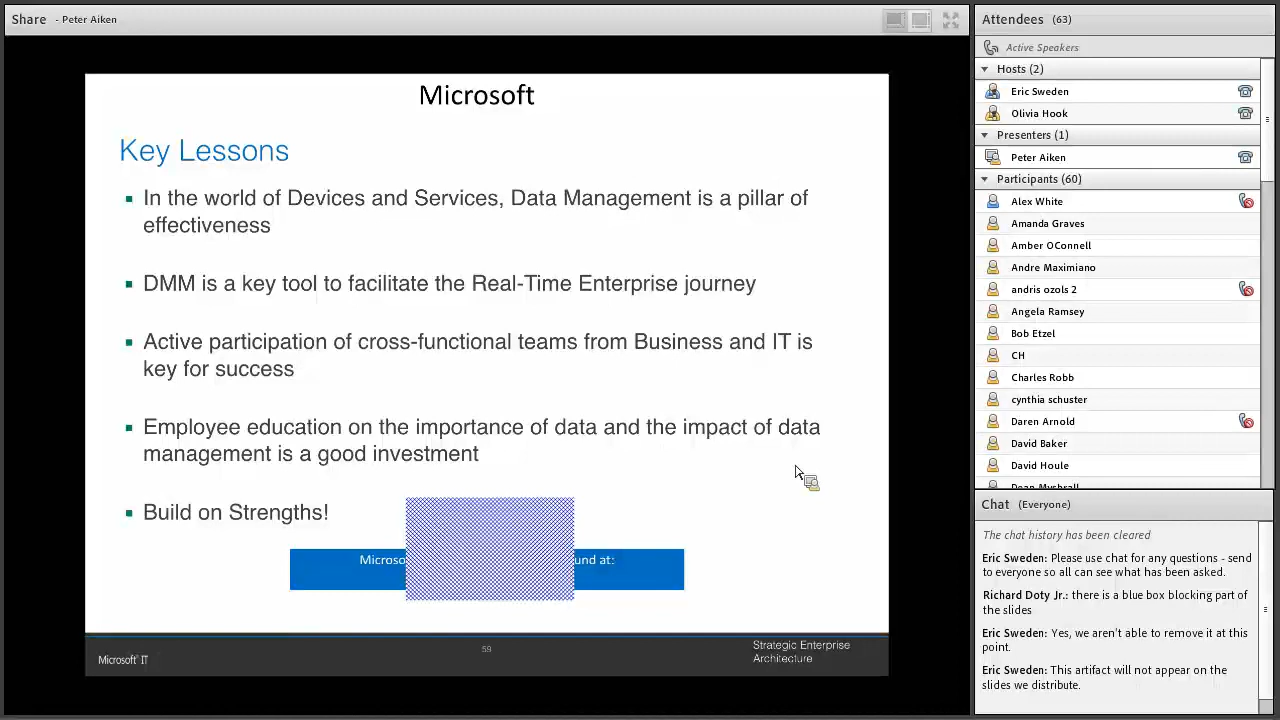 Share - Peter Aiken
Microsoft
Key Lessons
In the world of Devices and Services, Data Management is a pillar of
effectiveness
DMM is a key tool to facilitate the Real-Time Enterprise journey
Active participation of cross-functional teams from Business and IT is
key for success
Employee education on the importance of data and the impact of data
management is a good investment
Build on Strengths!
at:
Microsoft IT
59
Strategic Enterprise
Architecture
Attendees (63)
Active Speakers
Hosts (2)
Eric Sweden
Olivia Hook
Presenters (1)
Peter Aiken
Participants (60)
Alex White
Amanda Graves
Amber OConnell
Andre Maximiano
andris ozols 2
Angela Ramsey
Bob Etzel
CH
Charles Robb
cynthia schuster
Daren Arnold
David Baker
David Houle
Chat (Everyone)
The chat history has been cleared
Eric Sweden: Please use chat for any questions - send
to everyone so all can see what has been asked.
Richard Doty Jr.: there is a blue box blocking part of
the slides
Eric Sweden: Yes, we aren't able to remove it at this
point.
Eric Sweden: This artifact will not appear on the
slides we distribute.